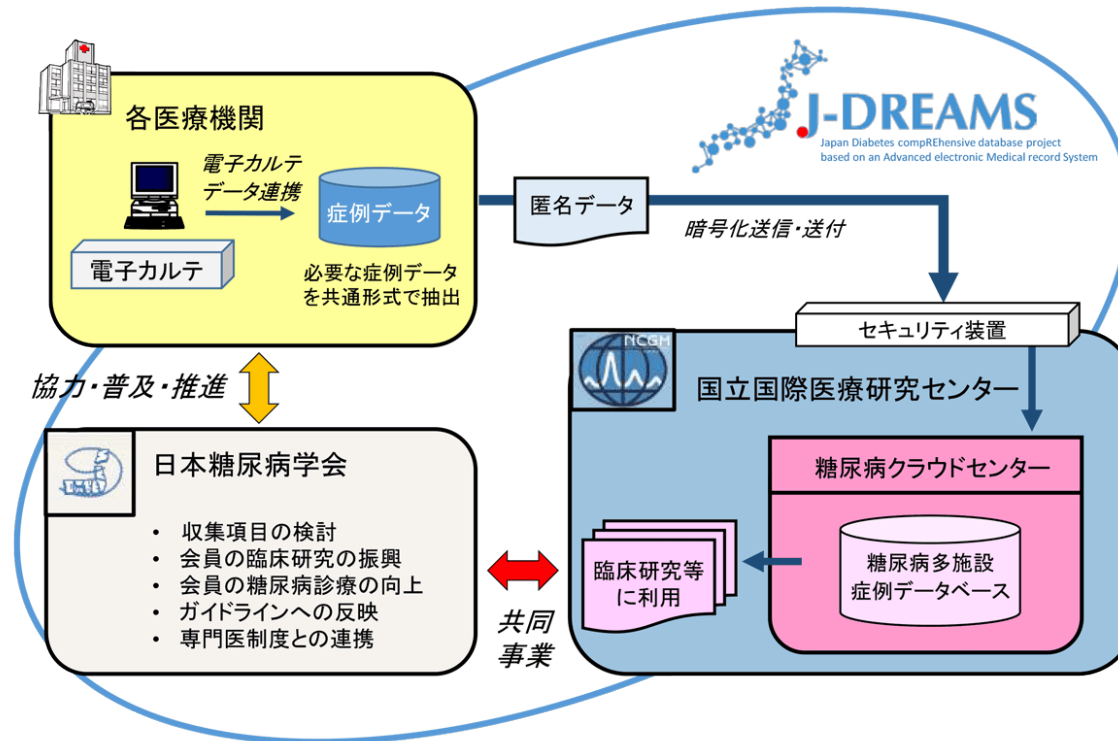 各医療機関
電子カルテ
データ連携
症例データ
電子カルテ
必要な症例データ
を共通形式で抽出
匿名データ
暗号化送信・送付
J-DREAMS
Japan Diabetes compREhensive database project
based on an Advanced electronic Medical record System
セキュリティ装置
NCGM
国立国際医療研究センター
糖尿病クラウドセンター
糖尿病多施設
症例データベース
臨床研究等
に利用
協力・普及・推進
日本糖尿病学会
• 収集項目の検討
• 会員の臨床研究の振興
• 会員の糖尿病診療の向上
• ガイドラインへの反映
• 専門医制度との連携
共同
事業